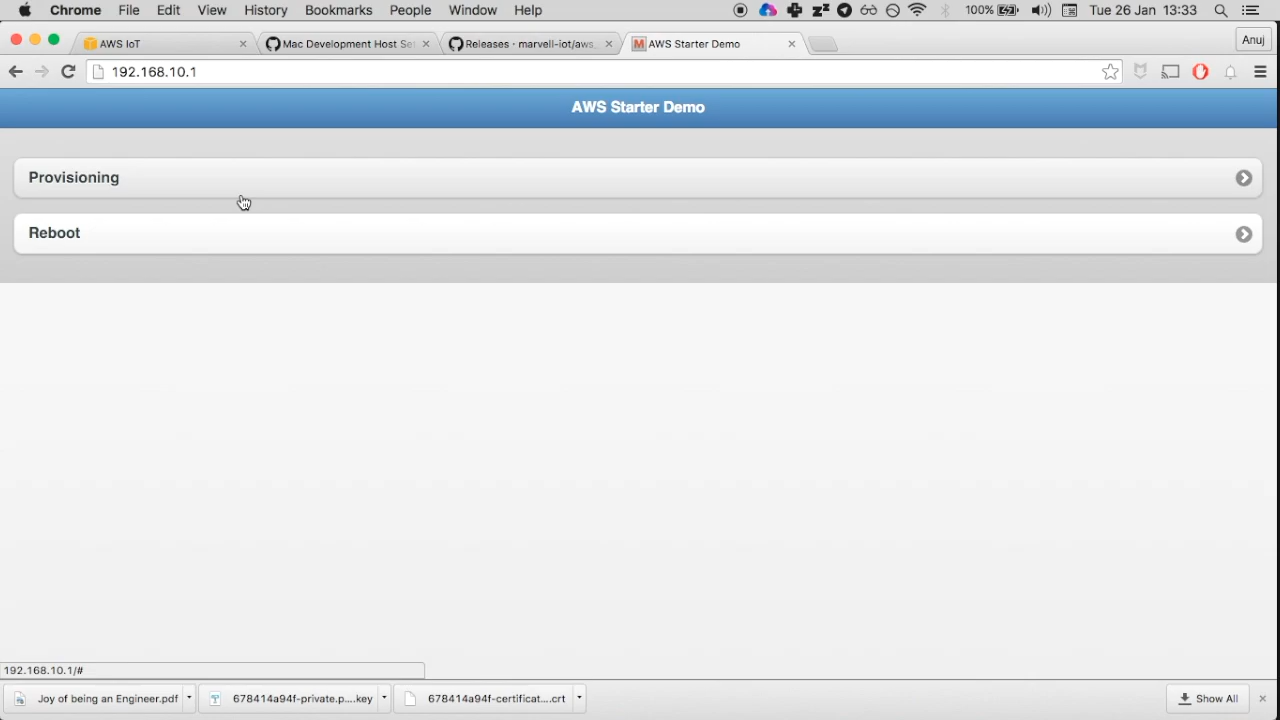 Chrome File Edit View History Bookmarks People Window Help 100% Tue 26 Jan 13:33
AWS IoT Mac Development Host Se Releases · marvell-iot/aws_ AWS Starter Demo Anuj
192.168.10.1
AWS Starter Demo
Provisioning
Reboot
192.168.10.1/#
Joy of being an Engineer.pdf 678414a94f-private.p....key 678414a94f-certificat....crt Show All